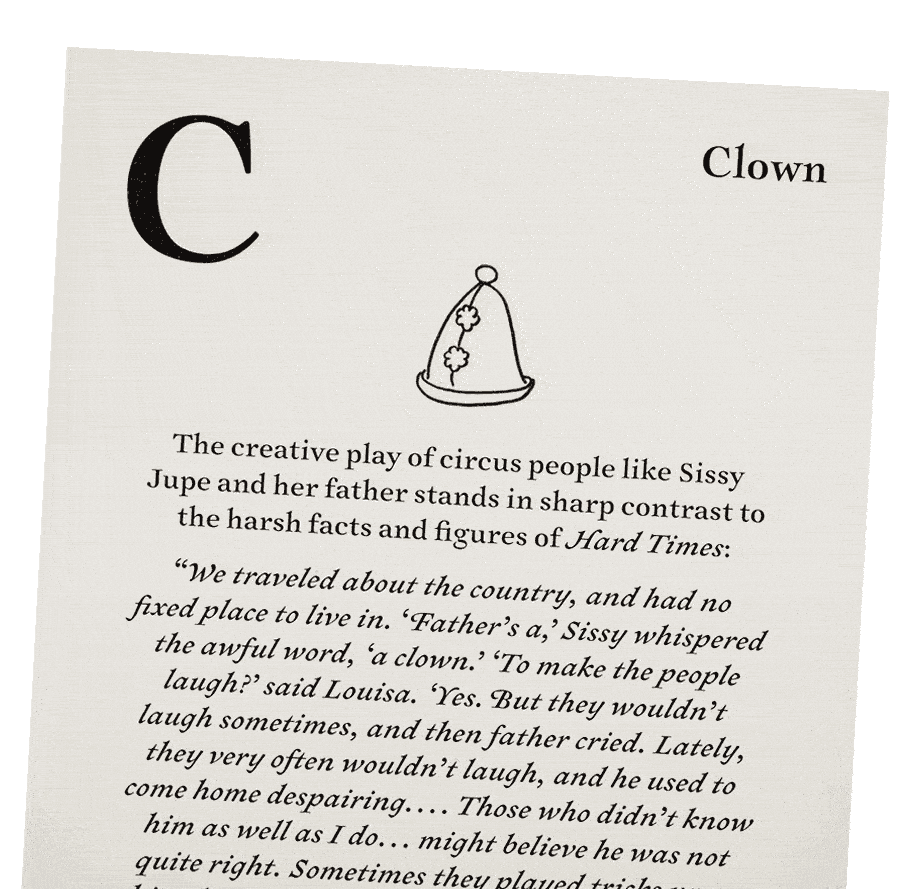 C
Clown
The creative play of circus people like Sissy
Jupe and her father stands in sharp contrast to
the harsh facts and figures of Hard Times:
“We traveled about the country, and had no
fixed place to live in. ‘Father’s a,’ Sissy whispered
the awful word, ‘a clown.’ ‘To make the people
laugh?’ said Louisa. ‘Yes. But they wouldn’t
laugh sometimes, and then father cried. Lately,
they very often wouldn’t laugh, and he used to
come home despairing.... Those who didn’t know
him as well as I do... might believe he was not
quite right. Sometimes they played tricks